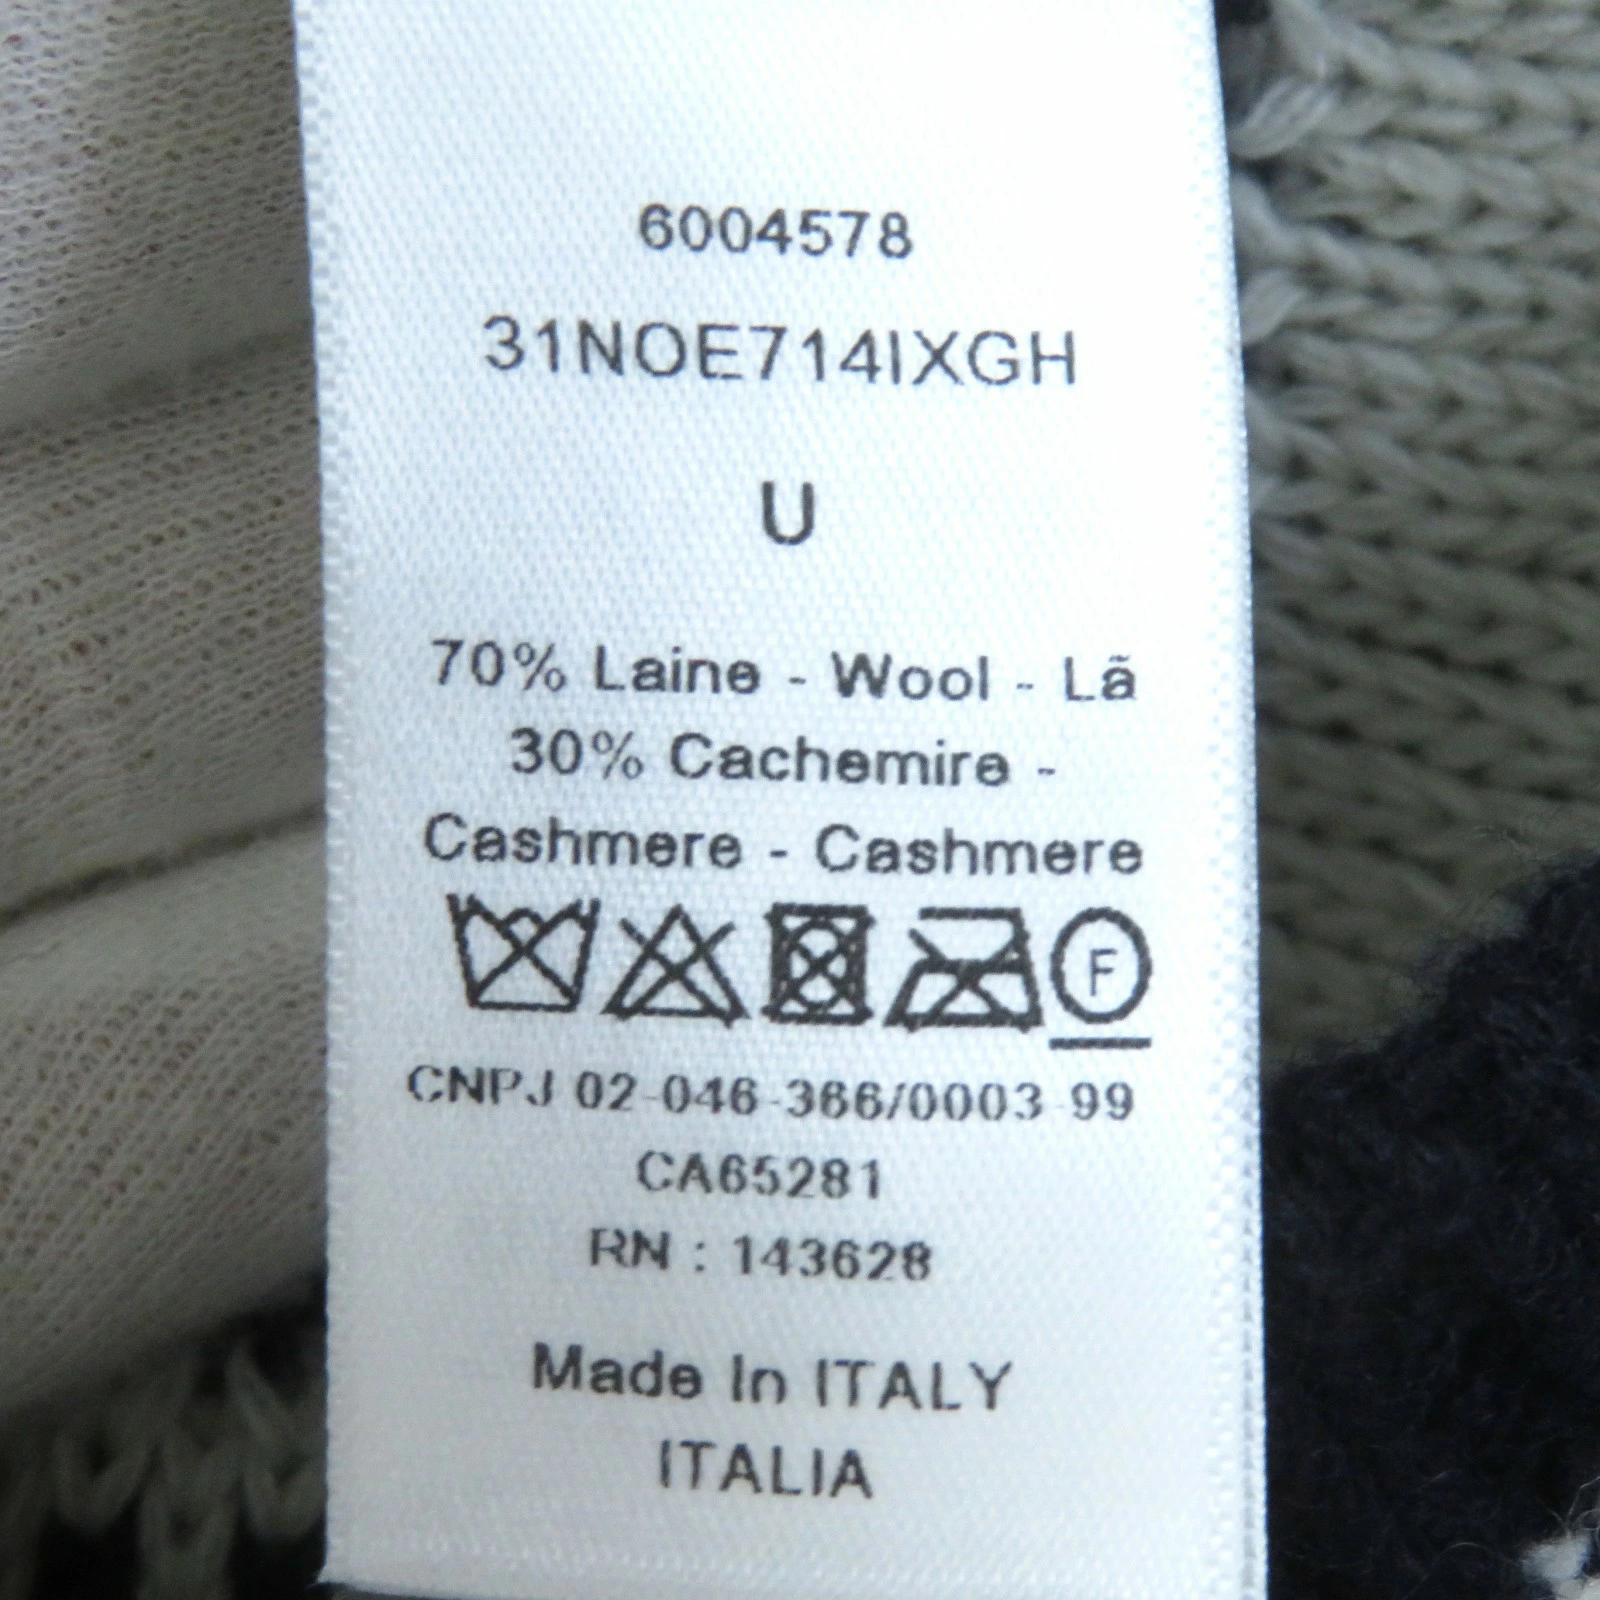 6004578
31NOE714IXGH
U
70% Laine - Wool - Lã
30% Cachemire -
Cashmere - Cashmere
F
CNPJ 02-046-366/0003-99
CA65281
RN : 143628
Made In ITALY
ITALIA